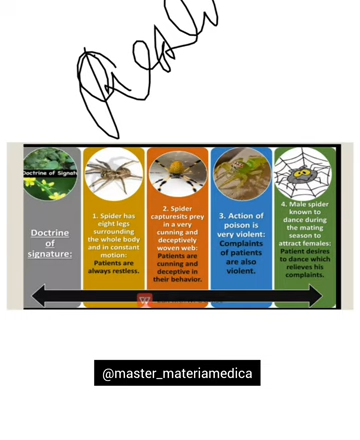 Doctrine of Signat
Doctrine
of
signature:
1. Spider has
eight legs
surrounding
the whole body
and in constant
motion:
Patients are
always restless.
2. Spider
capturesits prey
in a very
cunning and
deceptively
woven web:
Patients are
cunning and
deceptive in
their behavior.
3. Action of
poison is
very violent:
Complaints
of patients
are also
violent.
4. Male spider
known to
dance during
the mating
season to
attract females:
Patient desires
to dance which
relieves his
complaints.
@master_materiamedica